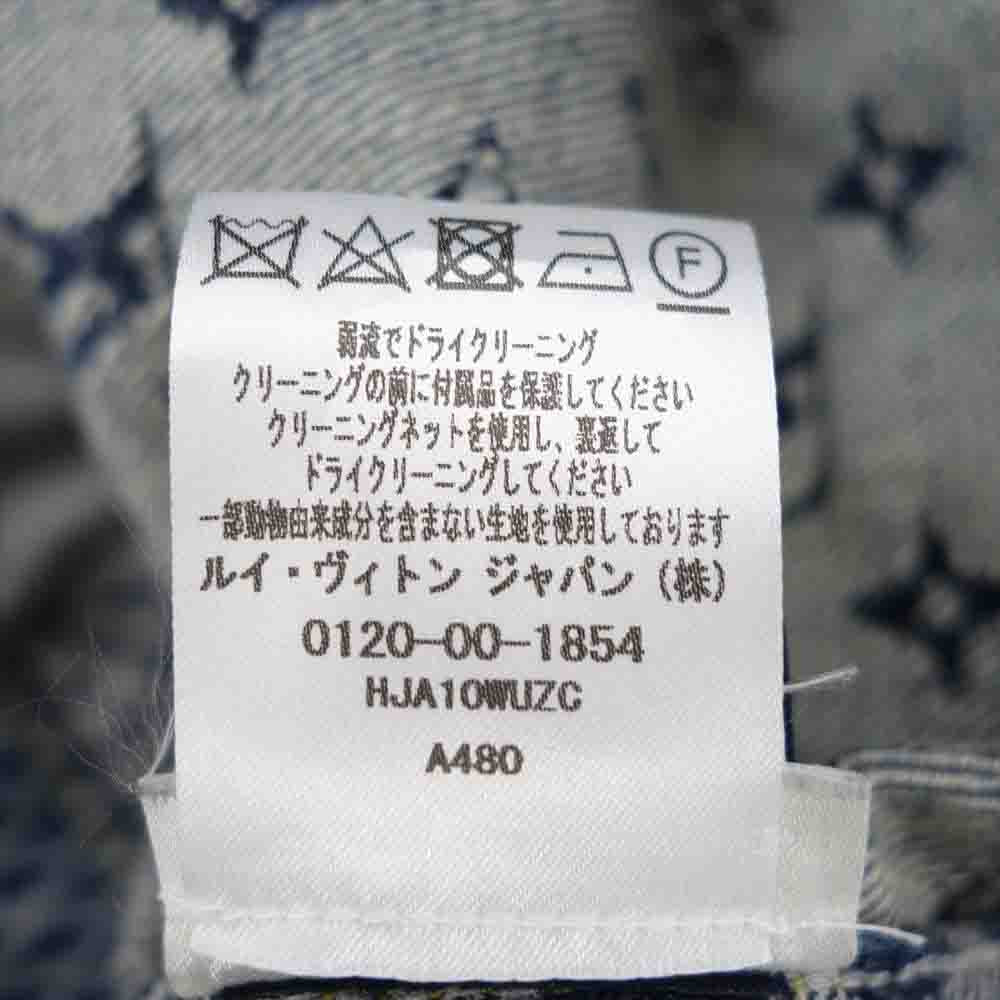 F
弱流でドライクリーニング
クリーニングの前に付属品を保護してください
クリーニングネットを使用し、裏返して
ドライクリーニングしてください
一部動物由来成分を含まない生地を使用しております
ルイ・ヴィトン ジャパン（株）
0120-00-1854
HJA10WUZC
A480